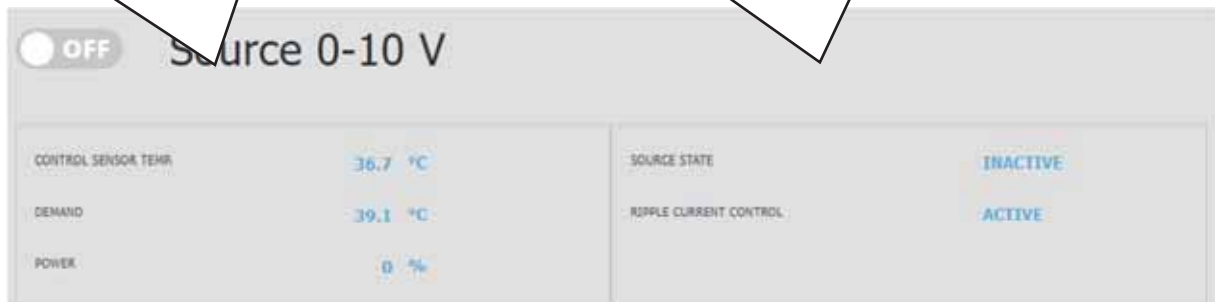 OFF
Source 0-10 V
CONTROL SENSOR TEMP.
36.7 °C
DEMAND
39.1 °C
POWER
0 %
SOURCE STATE
INACTIVE
RIPPLE CURRENT CONTROL
ACTIVE